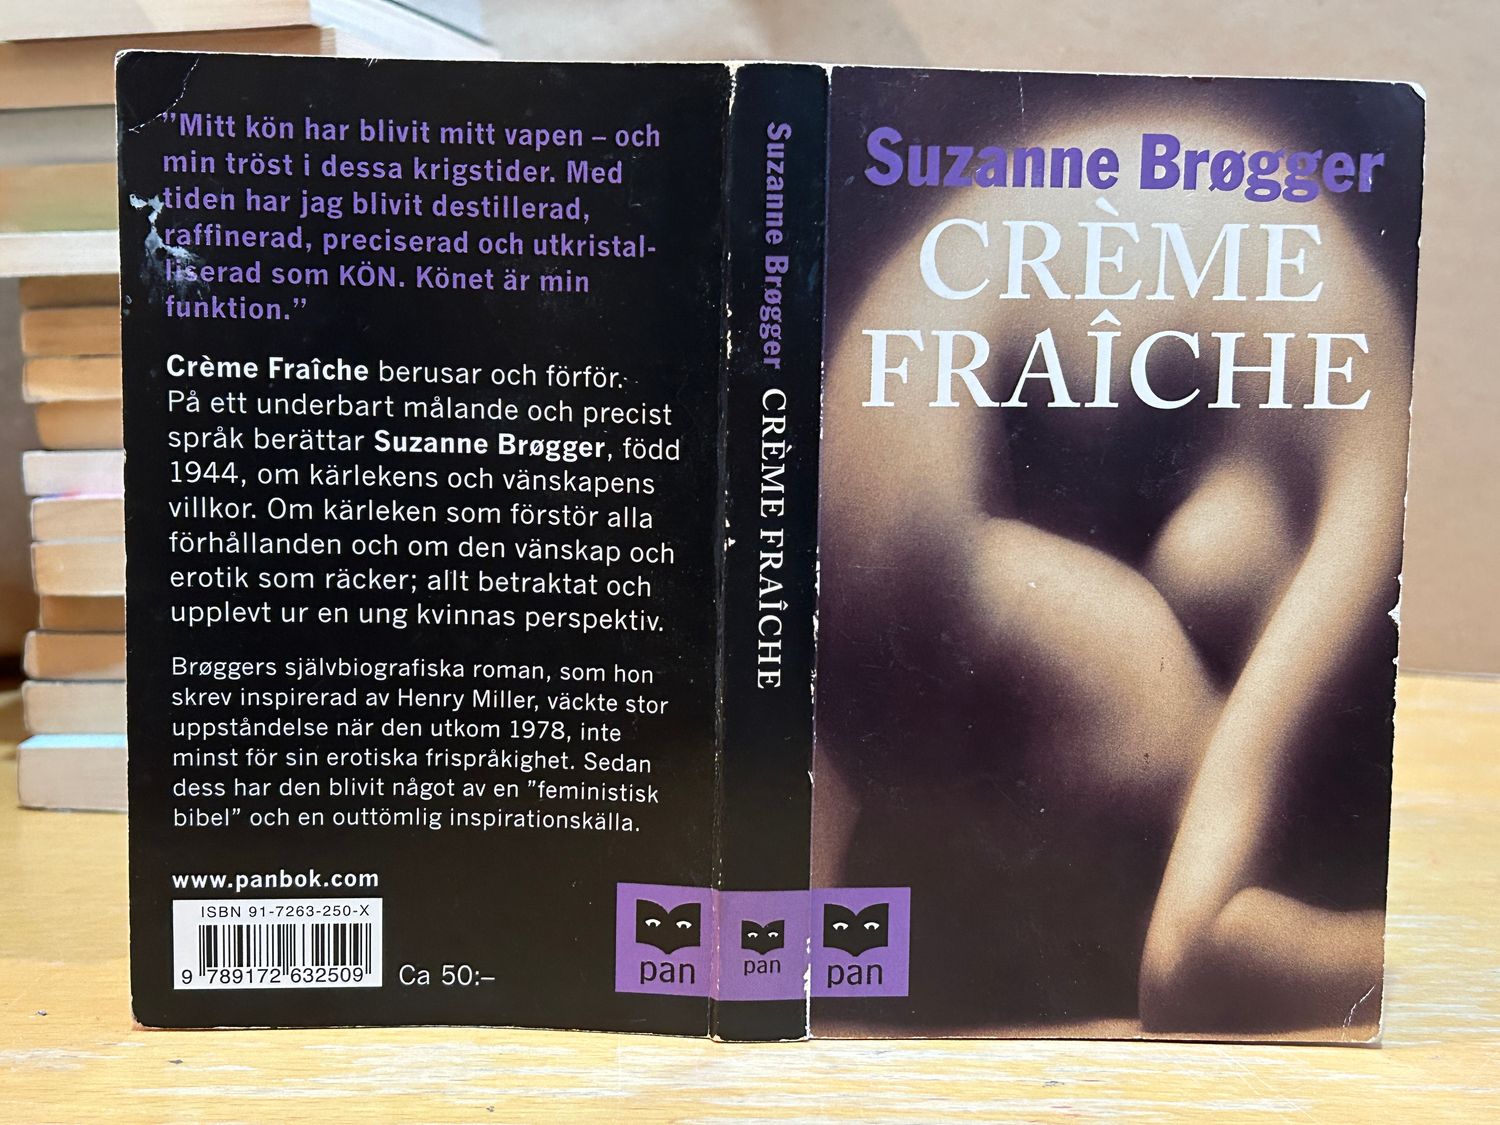 "Mitt kön har blivit mitt vapen – och
min tröst i dessa krigstider. Med
tiden har jag blivit destillerad,
raffinerad, preciserad och utkristal-
liserad som KÖN. Könet är min
funktion."
Crème Fraîche berusar och förför.
På ett underbart målande och precist
språk berättar Suzanne Brøgger, född
1944, om kärlekens och vänskapens
villkor. Om kärleken som förstör alla
förhållanden och om den vänskap och
erotik som räcker; allt betraktat och
upplevt ur en ung kvinnas perspektiv.
Brøggers självbiografiska roman, som hon
skrev inspirerad av Henry Miller, väckte stor
uppståndelse när den utkom 1978, inte
minst för sin erotiska frispråkighet. Sedan
dess har den blivit något av en "feministisk
bibel" och en outtömlig inspirationskälla.
www.panbok.com
ISBN 91-7263-250-X
9 789172 632509
Ca 50:–
pan
Suzanne Brøgger CRÈME FRAÎCHE
pan
Suzanne Brøgger
CRÈME
FRAÎCHE
pan